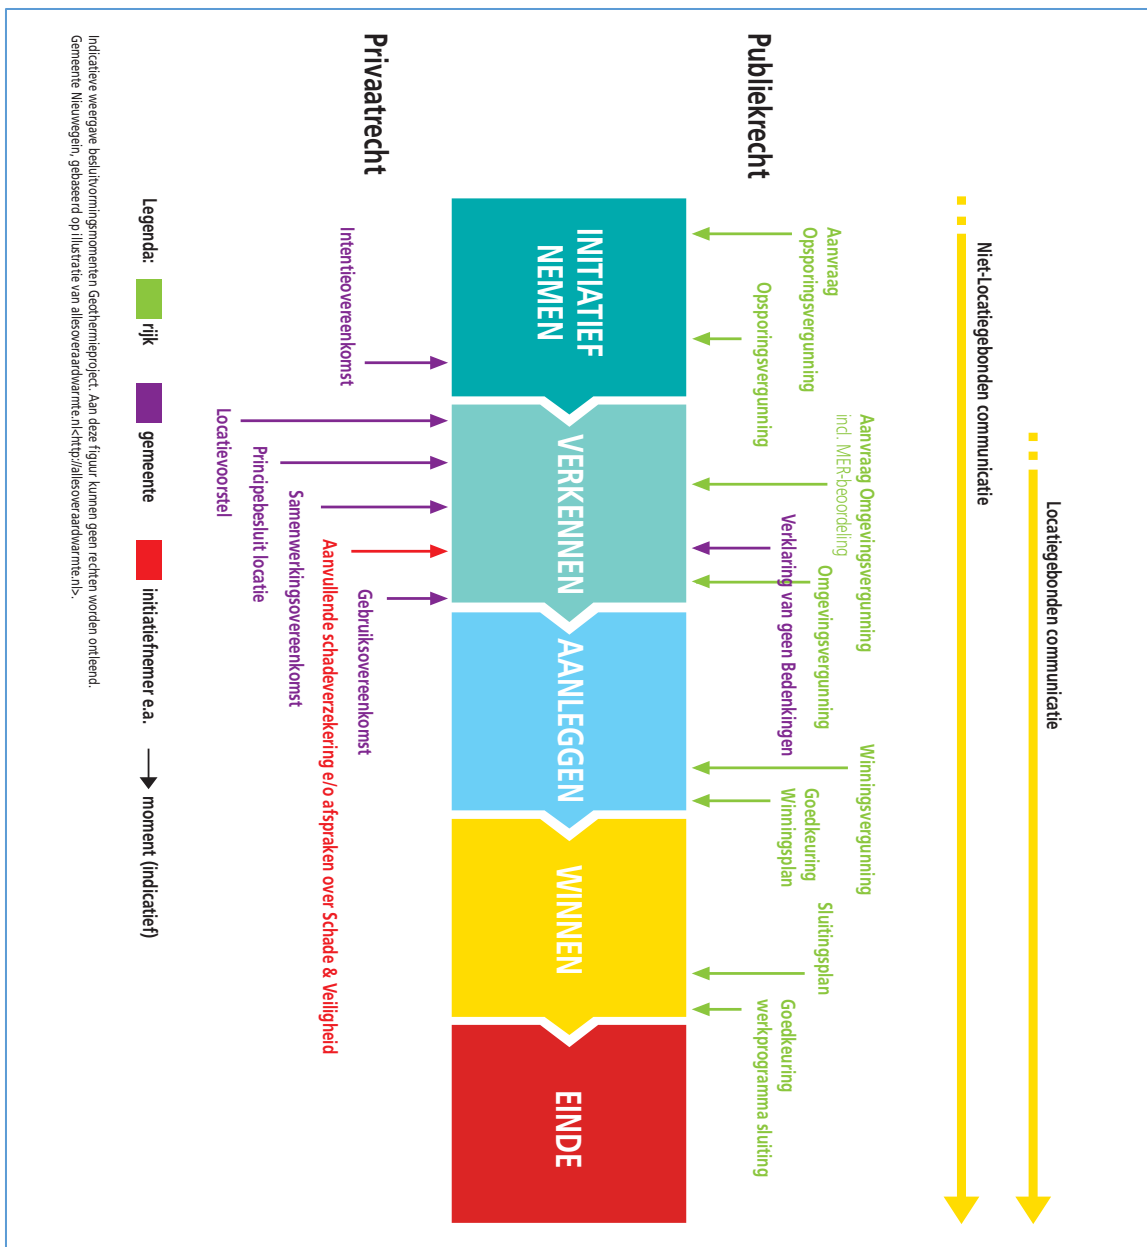 Locatiegebonden communicatie
Niet-Locatiegebonden communicatie
Publiekrecht
Aanvraag
Opsporingsvergunning
Opsporingsvergunning
Aanvraag Omgevingsvergunning
incl. MER-beoordeling
Verklaring van geen Bedenkingen
Omgevingsvergunning
Winningsvergunning
Goedkeuring
Winningsplan
Sluitingsplan
Goedkeuring
werkprogramma sluiting
INITIATIEF
NEMEN
VERKENNEN
AANLEGGEN
WINNEN
EINDE
Privaatrecht
Intentieovereenkomst
Locatievoorstel
Principebesluit locatie
Samenwerkingsovereenkomst
Aanvullende schadeverzekering e/o afspraken over Schade & Veiligheid
Gebruiksovereenkomst
Legenda:
rijk
gemeente
initiatiefnemer e.a.
moment (indicatief)
Indicatieve weergave besluitvormingsmomenten Geothermieproject. Aan deze figuur kunnen geen rechten worden ontleend.
Gemeente Nieuwegein, gebaseerd op illustratie van allesoveraardwarmte.nl<http://allesoveraardwarmte.nl>.